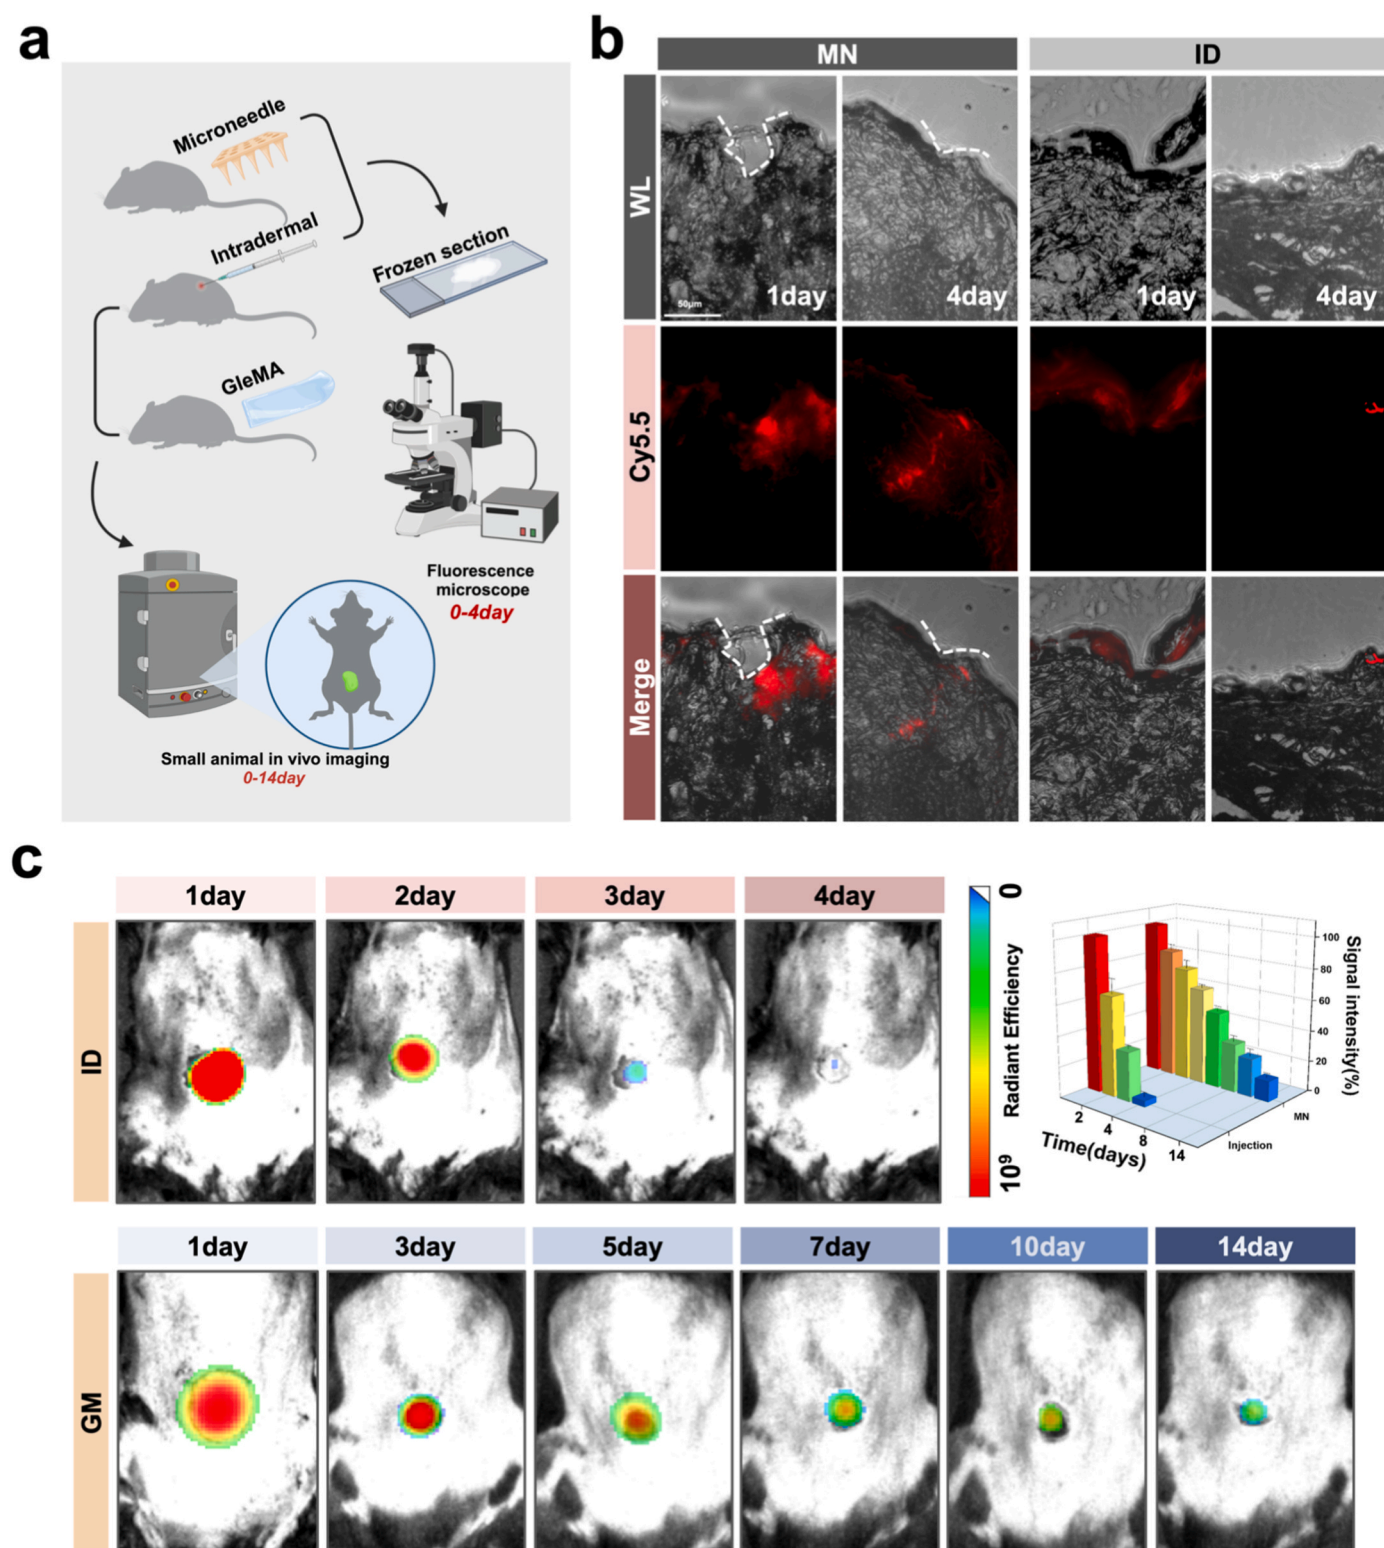 a
Microneedle
Intradermal
Frozen section
GleMA
Fluorescence
microscope
0-4day
Small animal in vivo imaging
0-14day
b
MN
ID
WL
1day
4day
1day
4day
50μm
Cy5.5
Merge
c
1day
2day
3day
4day
ID
0
Radiant Efficiency
10⁹
Signal intensity(%)
100
80
60
40
20
0
2
4
8
14
Time(days)
Injection
MN
1day
3day
5day
7day
10day
14day
GM